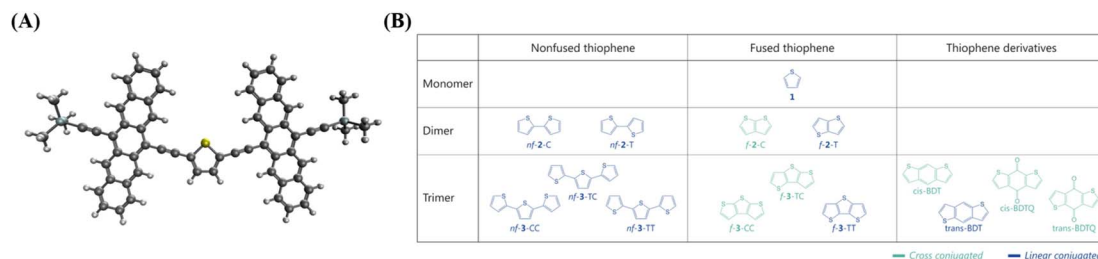 (A)
(B)
Nonfused thiophene Fused thiophene Thiophene derivatives
Monomer
S
1
Dimer
S S S S S S S S
nf-2-C nf-2-T f-2-C f-2-T
Trimer
S S S
nf-3-TC
S S S
f-3-TC
S S
cis-BDT
O S S O
cis-BDTQ
S S S
nf-3-CC
S S S
nf-3-TT
S S S
f-3-CC
S S S
f-3-TT
S S
trans-BDT
O S S O
trans-BDTQ
Cross conjugated Linear conjugated